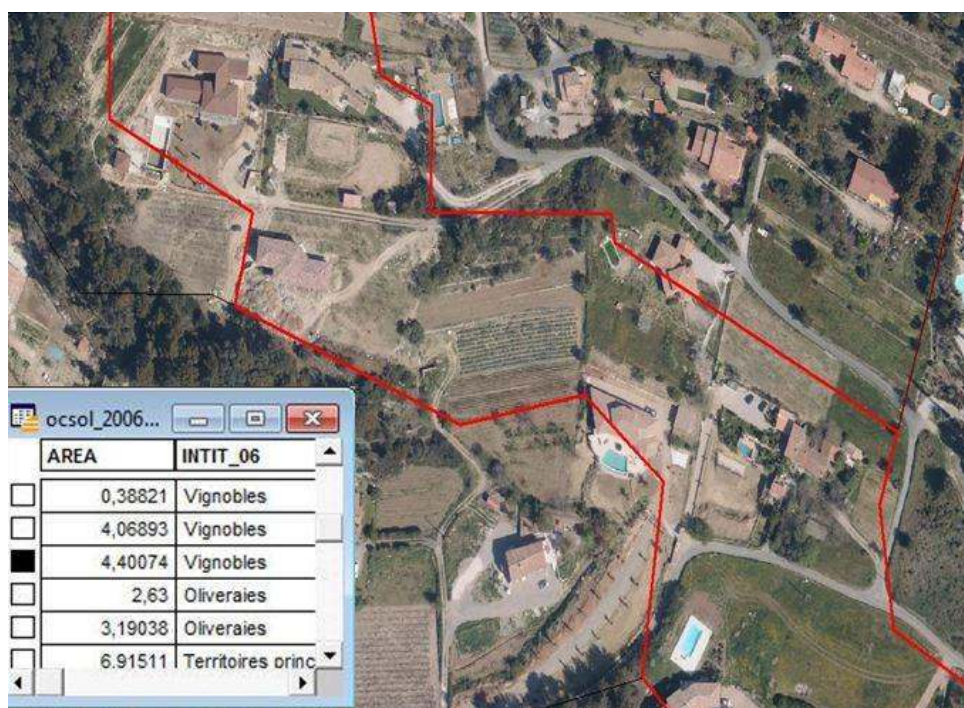 ocsol_2006...
AREA INTIT_06
0,38821 Vignobles
4,06893 Vignobles
4,40074 Vignobles
2,63 Oliveraies
3,19038 Oliveraies
6,91511 Territoires princ